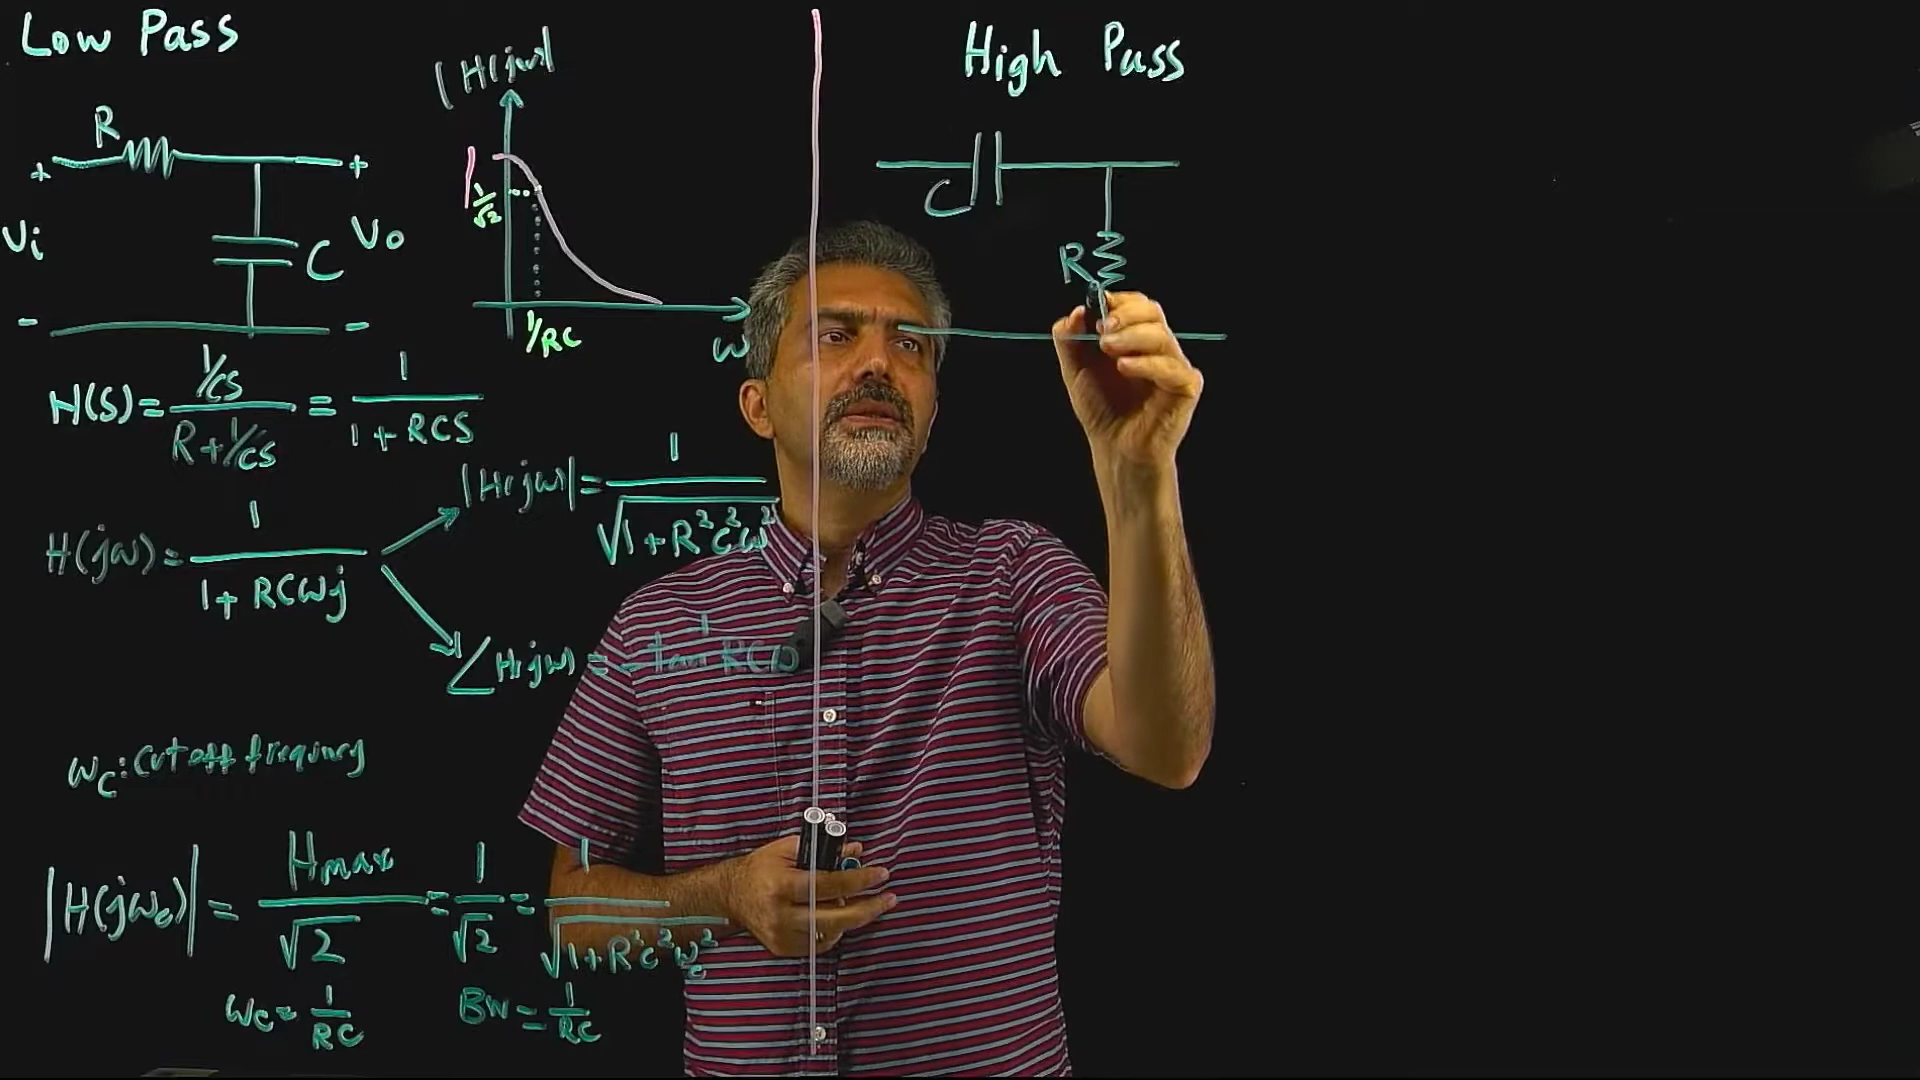 Low Pass
R
+ +
Vi
C Vo
- -
H(s) = 1/cs / R + 1/cs = 1 / 1 + RCS
H(jω) = 1 / 1 + RCωj
|H(jω)| = 1 / √1 + R²C²ω²
∠H(jω) = - tan⁻¹ RCω
ωc: cutoff frequency
|H(jωc)| = Hmax / √2 = 1 / √2 = 1 / √1 + R²C²ωc²
ωc = 1 / RC BW = 1 / RC
|H(jω)|
1
1/√2
1/RC
ω
High Pass
C
R